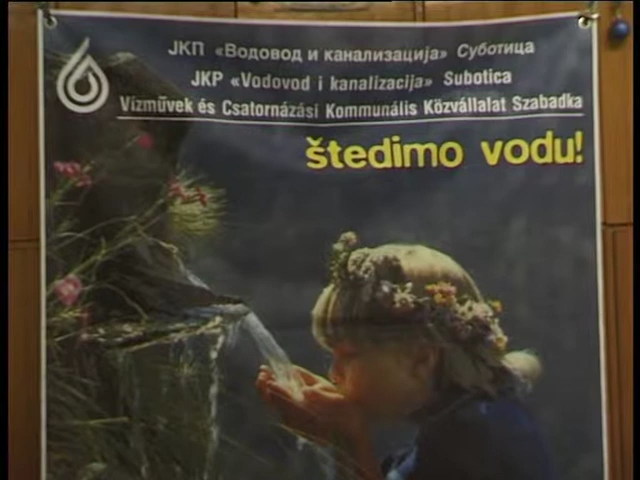 ЈКП «Водовод и канализација» Суботица
JKP «Vodovod i kanalizacija» Subotica
Vízművek és Csatornázási Kommunális Közvállalat Szabadka
štedimo vodu!